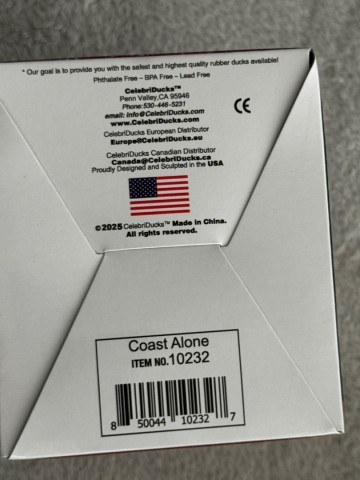 * Our goal is to provide you with the safest and highest quality rubber ducks available!
Phthalate Free - BPA Free - Lead Free
CelebriDucks™
Penn Velley,CA 95946
Phone:530-446-5231
email: info@CelebriDucks.com
www.CelebriDucks.com
CE
CelebriDucks European Distributor
Europe@CelebriDucks.eu
CelebriDucks Canadian Distributor
Canada@CelebriDucks.ca
Proudly Designed and Sculpted in the USA
©2025 CelebriDucks™ Made in China.
All rights reserved.
Coast Alone
ITEM NO.10232
8 50044 10232 7